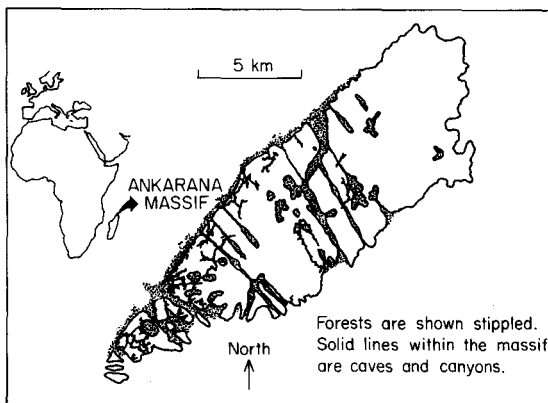 5 km
ANKARANA
MASSIF
Forests are shown stippled.
Solid lines within the massif
are caves and canyons.
North